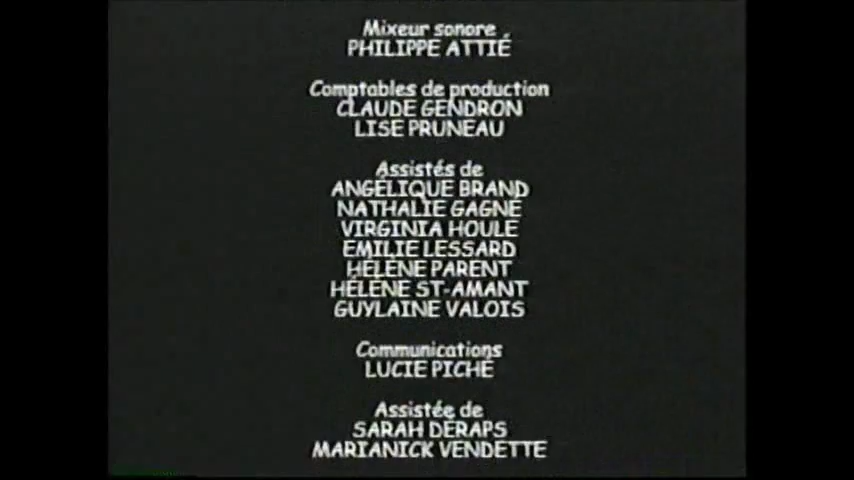 Mixeur sonore
PHILIPPE ATTIÉ
Comptables de production
CLAUDE GENDRON
LISE PRUNEAU
Assistés de
ANGÉLIQUE BRAND
NATHALIE GAGNÉ
VIRGINIA HOULE
EMILIE LESSARD
HÉLÈNE PARENT
HÉLÈNE ST-AMANT
GUYLAINE VALOIS
Communications
LUCIE PICHÉ
Assistée de
SARAH DERAPS
MARIANICK VENDETTE